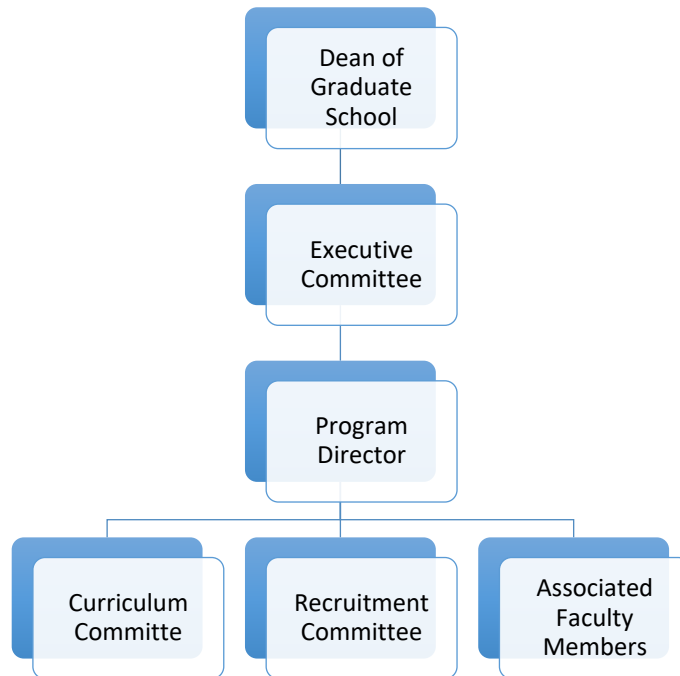 Dean of
Graduate
School
Executive
Committee
Program
Director
Curriculum
Committe
Recruitment
Committee
Associated
Faculty
Members